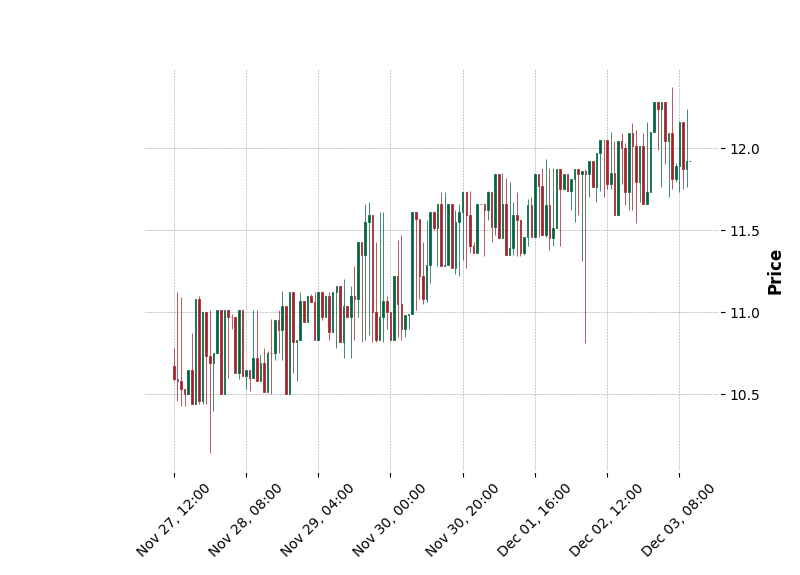 12.0
11.5
11.0
10.5
Price
Nov 27, 12:00
Nov 28, 08:00
Nov 29, 04:00
Nov 30, 00:00
Nov 30, 20:00
Dec 01, 16:00
Dec 02, 12:00
Dec 03, 08:00